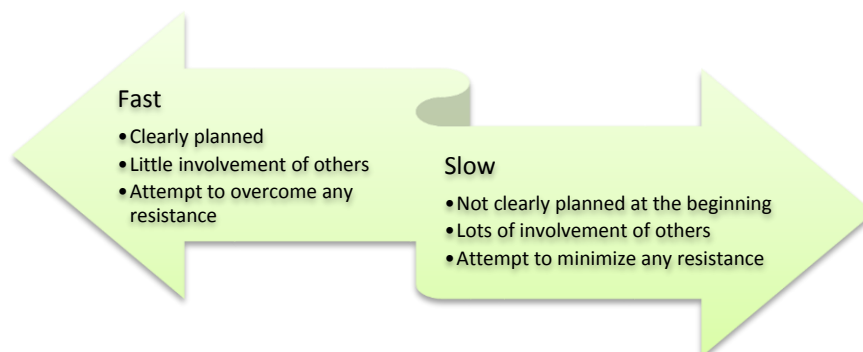 Fast
•Clearly planned
•Little involvement of others
•Attempt to overcome any
resistance
Slow
•Not clearly planned at the beginning
•Lots of involvement of others
•Attempt to minimize any resistance